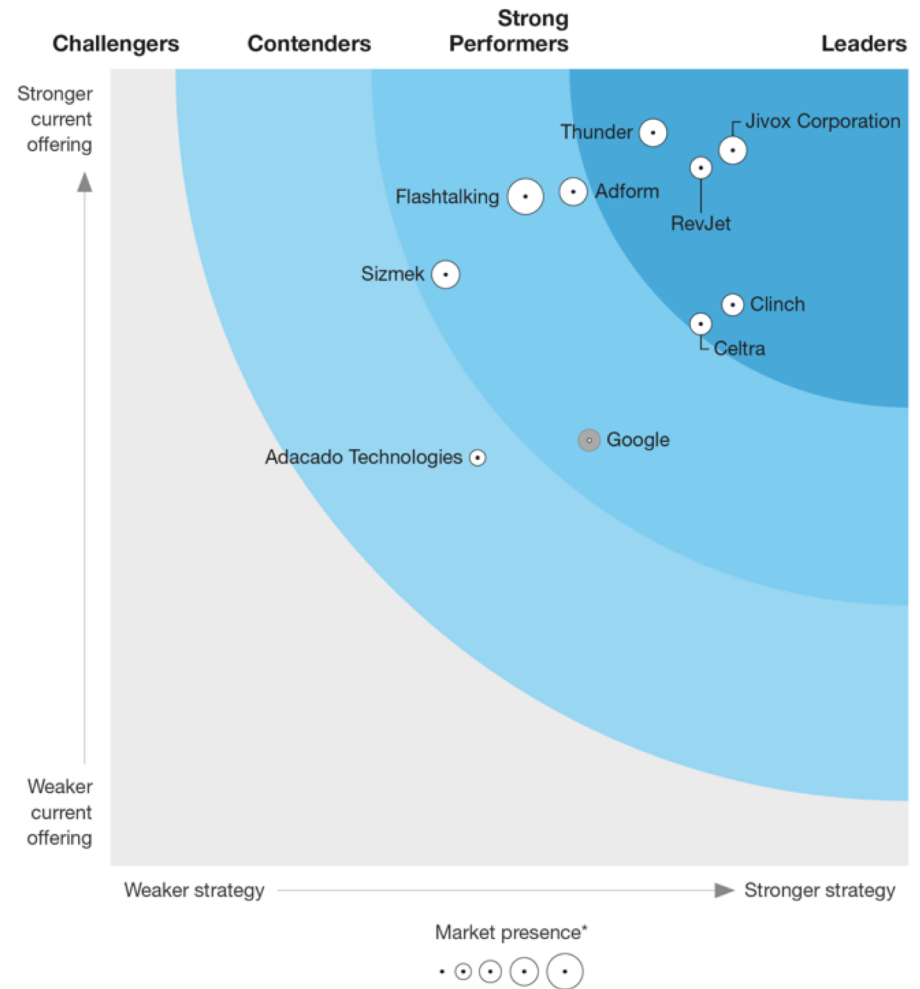 Challengers
Contenders
Strong
Performers
Leaders
Stronger
current
offering
Thunder
Jivox Corporation
Flashtalking
Adform
RevJet
Sizmek
Clinch
Celtra
Google
Adacado Technologies
Weaker
current
offering
Weaker strategy
Stronger strategy
Market presence*